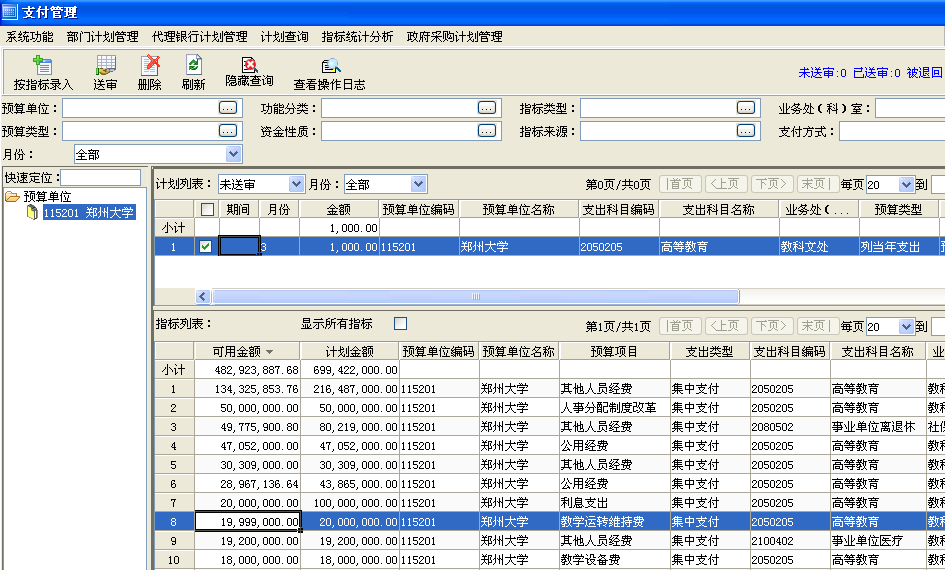 支付管理
系统功能 部门计划管理 代理银行计划管理 计划查询 指标统计分析 政府采购计划管理
按指标录入 送审 删除 刷新 隐藏查询 查看操作日志 未送审:0 已送审:0 被退回
预算单位: ... 功能分类: ... 指标类型: ... 业务处(科)室:
预算类型: ... 资金性质: ... 指标来源: ... 支付方式:
月份: 全部
快速定位:
预算单位
115201 郑州大学
计划列表: 未送审 月份: 全部 第0页/共0页 |首页 <上页 下页> 末页| 每页 20 到
期间 月份 金额 预算单位编码 预算单位名称 支出科目编码 支出科目名称 业务处(... 预算类型
小计 1,000.00
1 3 1,000.00 115201 郑州大学 2050205 高等教育 教科文处 列当年支出
指标列表: 显示所有指标 第1页/共1页 |首页 <上页 下页> 末页| 每页 20 到
可用金额 计划金额 预算单位编码 预算单位名称 预算项目 支出类型 支出科目编码 支出科目名称 业
小计 482,923,887.68 699,422,000.00
1 134,325,853.76 216,487,000.00 115201 郑州大学 其他人员经费 集中支付 2050205 高等教育 教科
2 50,000,000.00 50,000,000.00 115201 郑州大学 人事分配制度改革 集中支付 2050205 高等教育 教科
3 49,775,900.80 80,219,000.00 115201 郑州大学 其他人员经费 集中支付 2080502 事业单位离退休 社保
4 47,052,000.00 47,052,000.00 115201 郑州大学 公用经费 集中支付 2050205 高等教育 教科
5 30,309,000.00 30,309,000.00 115201 郑州大学 其他人员经费 集中支付 2050205 高等教育 教科
6 28,967,136.64 43,865,000.00 115201 郑州大学 公用经费 集中支付 2050205 高等教育 教科
7 20,000,000.00 100,000,000.00 115201 郑州大学 利息支出 集中支付 2050205 高等教育 教科
8 19,999,000.00 20,000,000.00 115201 郑州大学 教学运转维持费 集中支付 2050205 高等教育 教科
9 19,200,000.00 19,200,000.00 115201 郑州大学 其他人员经费 集中支付 2100402 事业单位医疗 教科
10 18,000,000.00 18,000,000.00 115201 郑州大学 教学设备费 集中支付 2050205 高等教育 教科